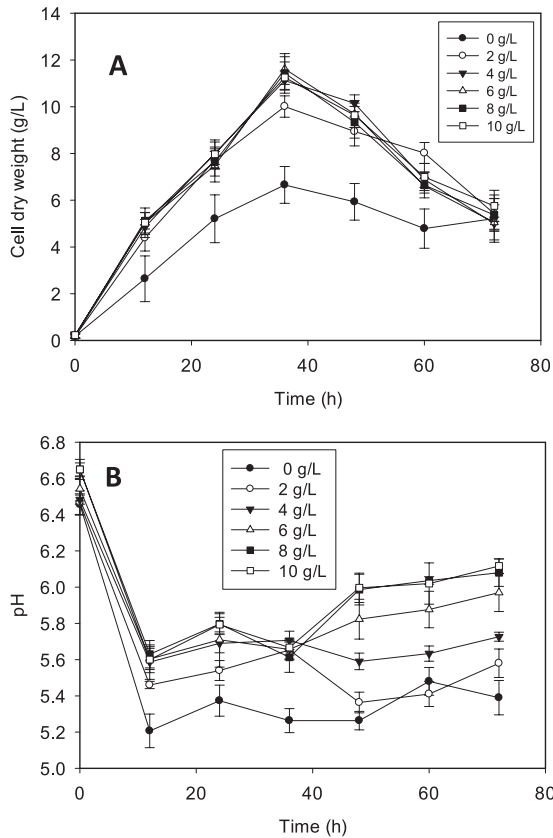 14
12
10
8
6
4
2
0
Cell dry weight (g/L)
A
0 g/L
2 g/L
4 g/L
6 g/L
8 g/L
10 g/L
0 20 40 60 80
Time (h)
6.8
6.6
6.4
6.2
6.0
5.8
5.6
5.4
5.2
5.0
pH
B
0 g/L
2 g/L
4 g/L
6 g/L
8 g/L
10 g/L
0 20 40 60 80
Time (h)